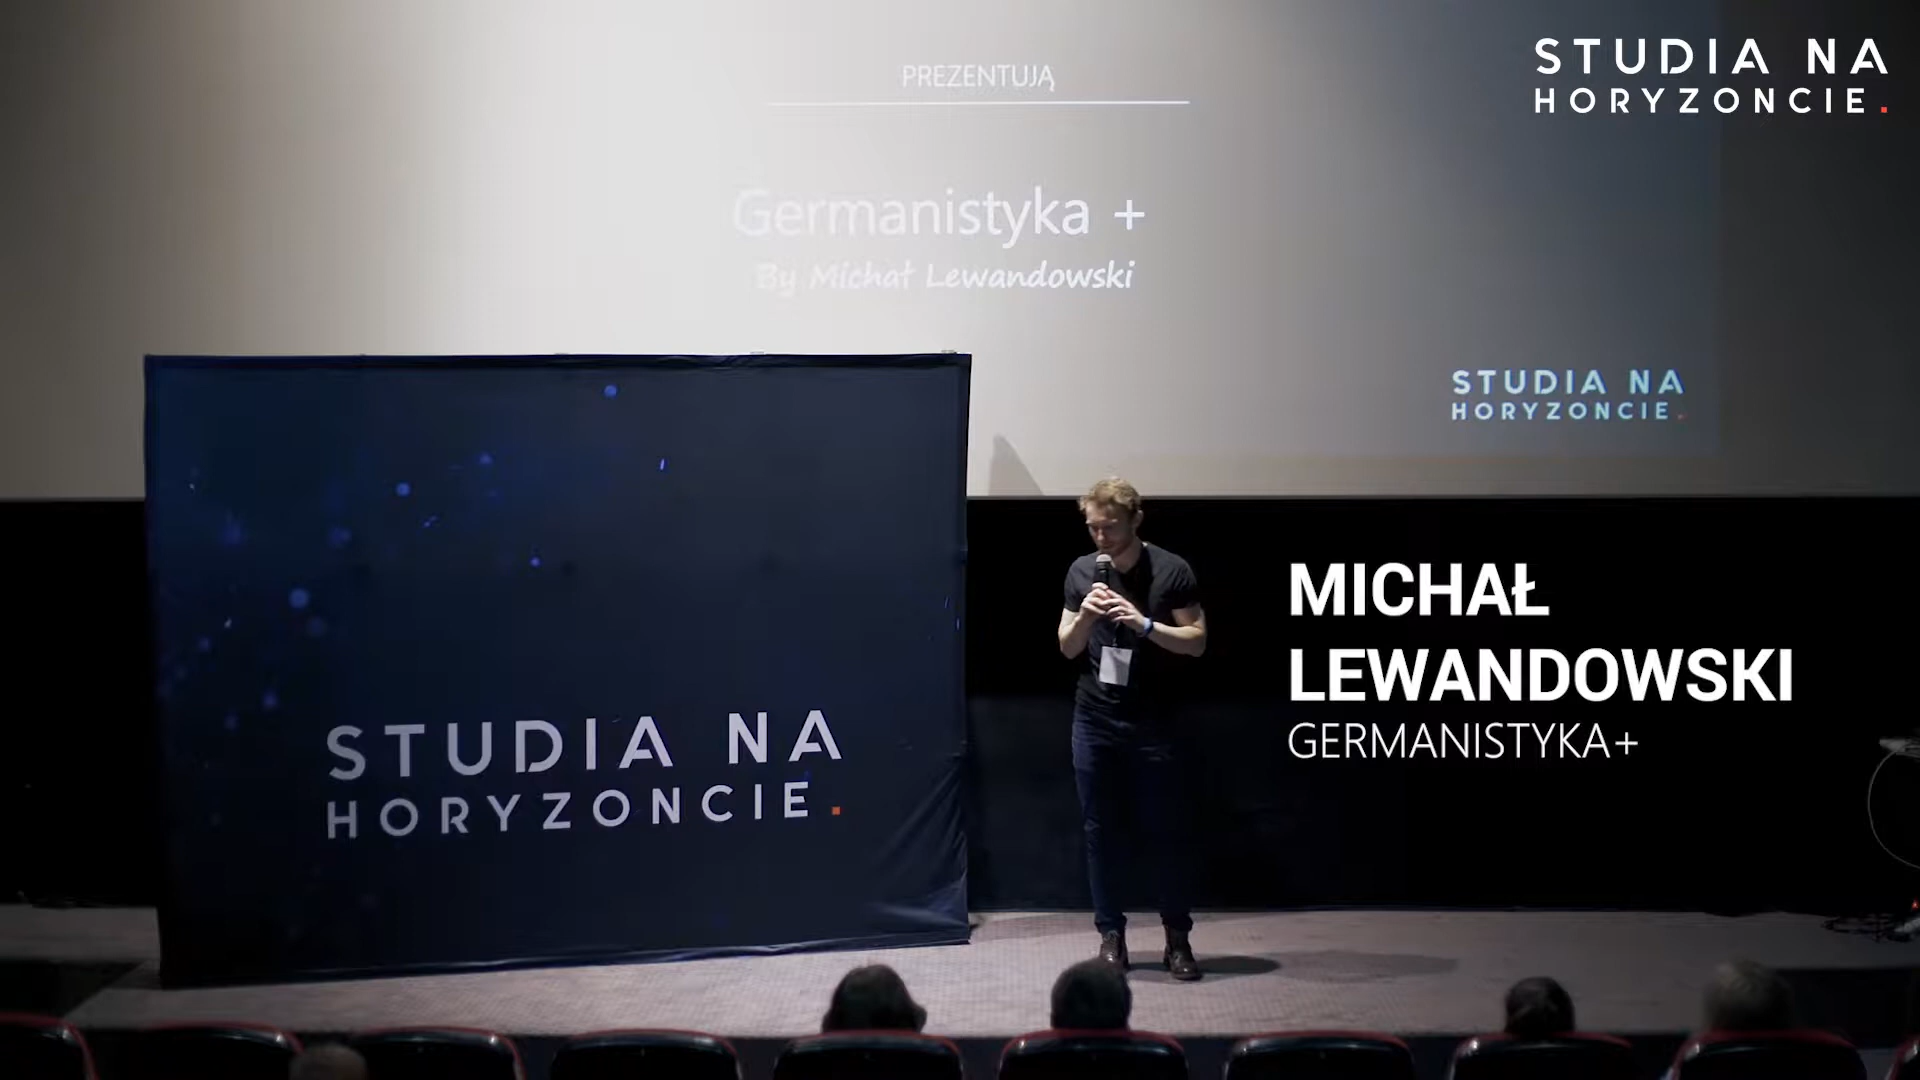 PREZENTUJĄ
Germanistyka +
By Michał Lewandowski
STUDIA NA
HORYZONCIE.
STUDIA NA
HORYZONCIE.
STUDIA NA
HORYZONCIE.
MICHAŁ
LEWANDOWSKI
GERMANISTYKA+